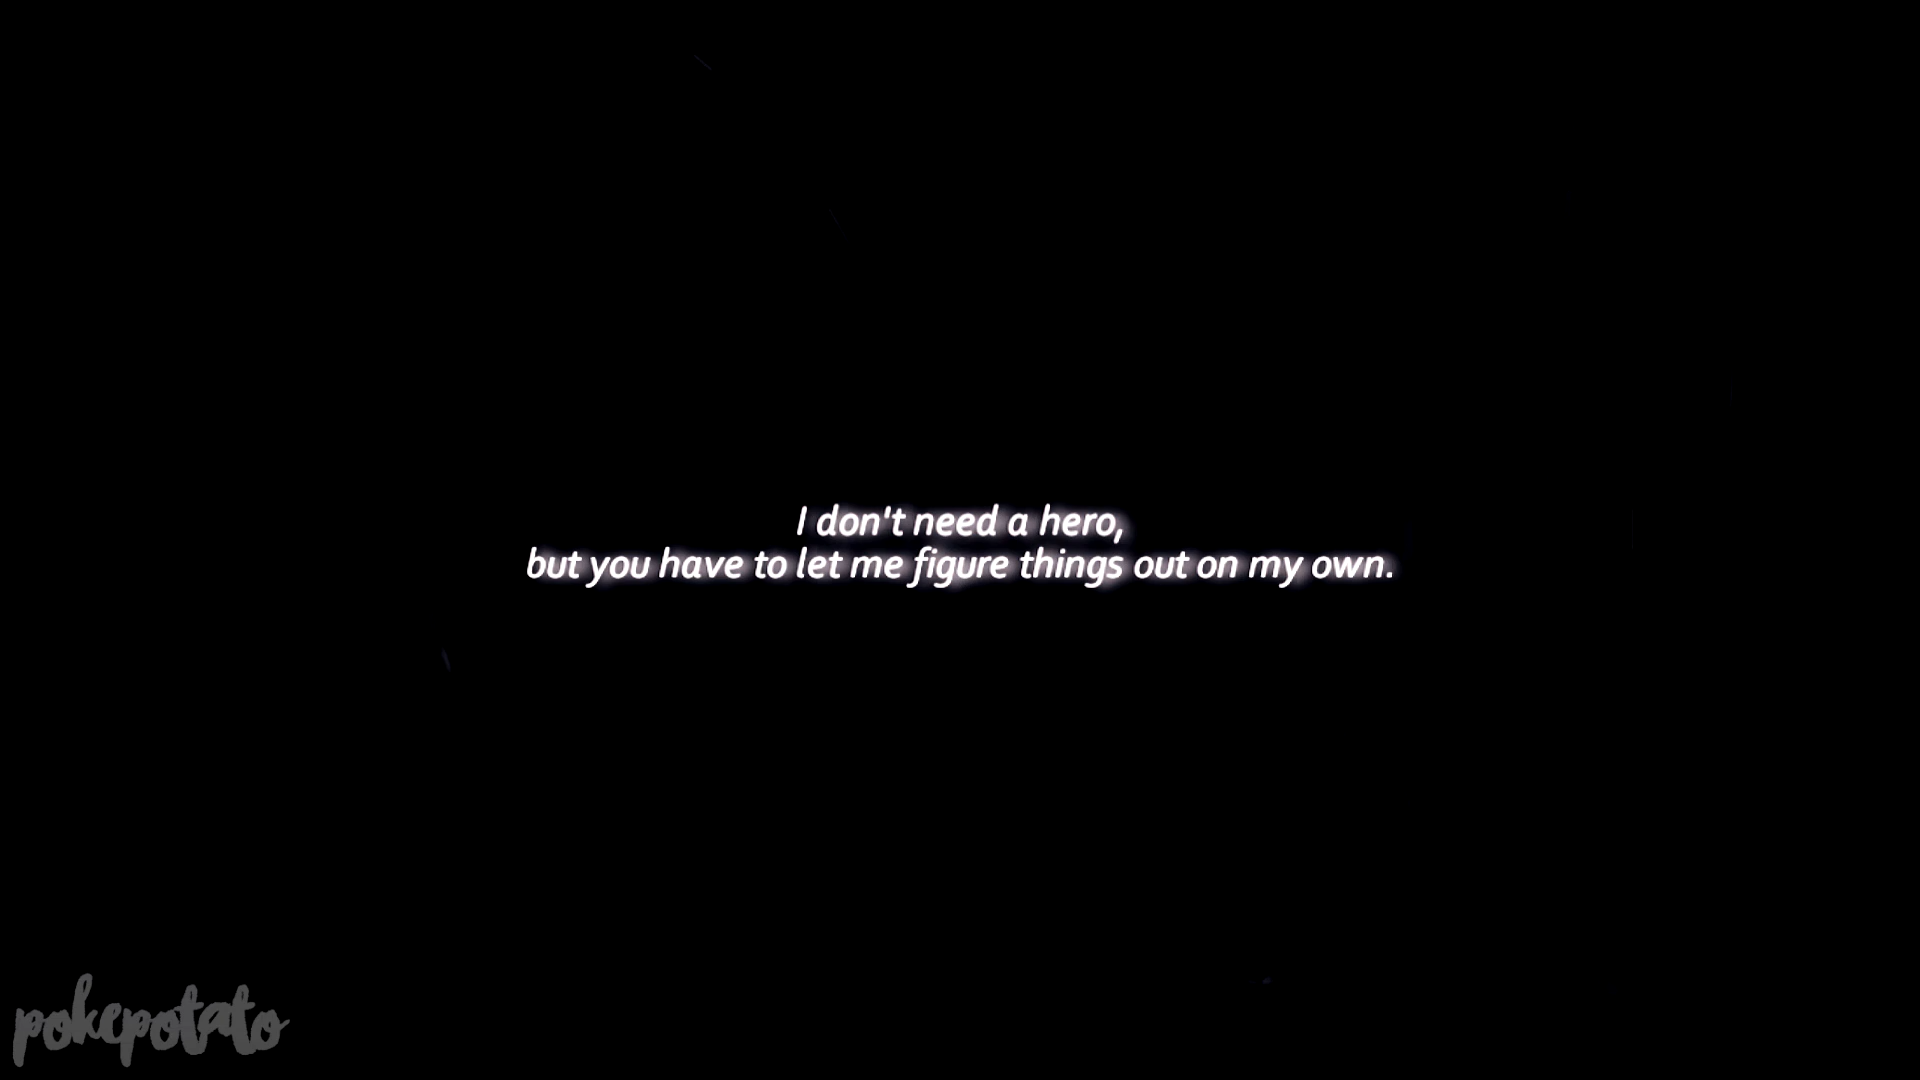 I don't need a hero,
but you have to let me figure things out on my own.
pokepotato